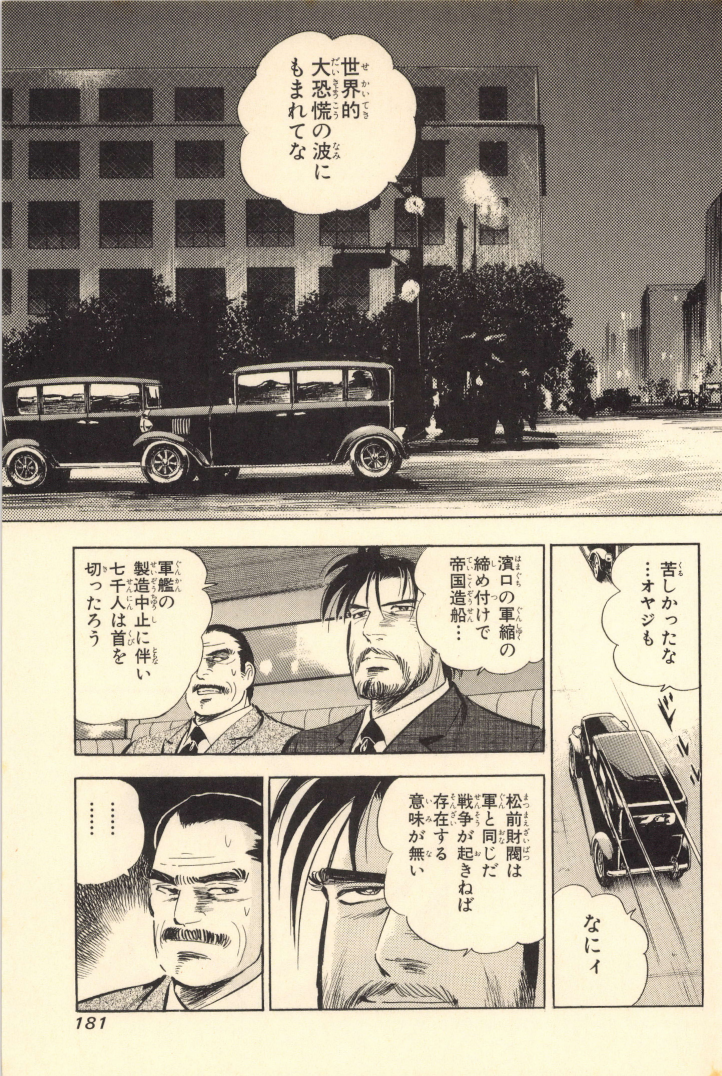 世界的
大恐慌の波に
もまれてな
苦しかったな
…オヤジも
なにィ
濱口の軍縮の
締め付けで
帝国造船…
軍艦の
製造中止に伴い
七千人は首を
切ったろう
松前財閥は
軍と同じだ
戦争が起きねば
存在する
意味が無い
……
……
181